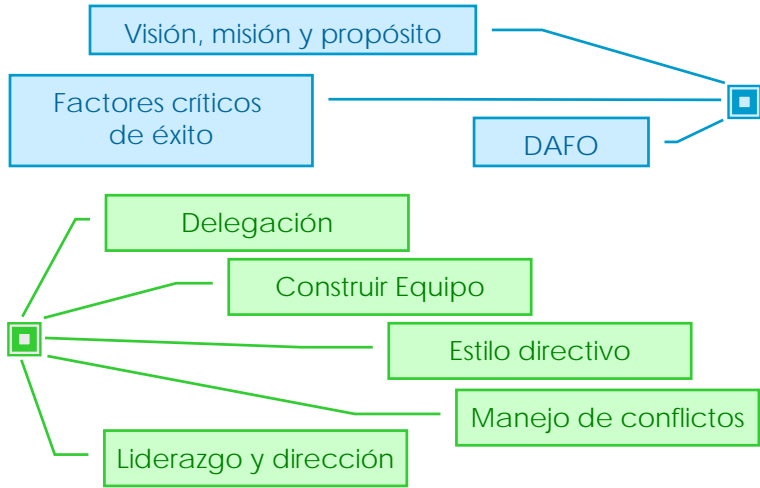 Visión, misión y propósito
Factores críticos
de éxito
DAFO
Delegación
Construir Equipo
Estilo directivo
Manejo de conflictos
Liderazgo y dirección